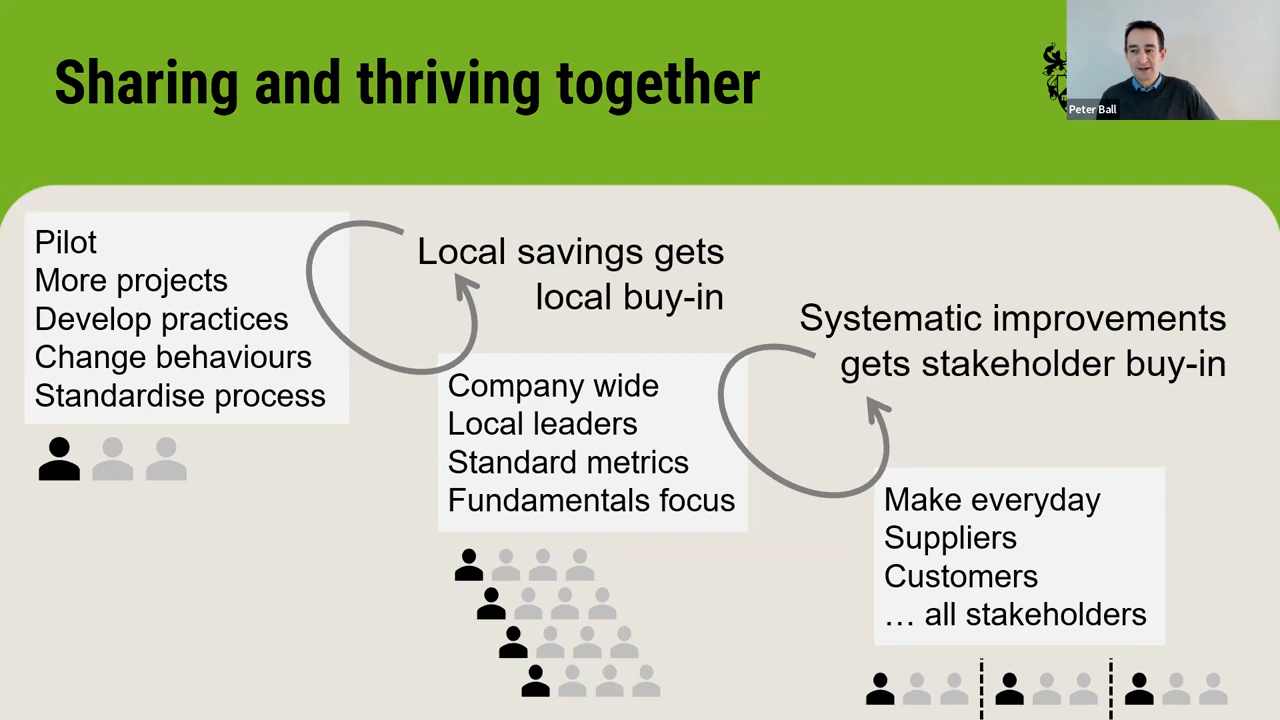 Sharing and thriving together
Peter Ball
Pilot
More projects
Develop practices
Change behaviours
Standardise process
Local savings gets
local buy-in
Company wide
Local leaders
Standard metrics
Fundamentals focus
Systematic improvements
gets stakeholder buy-in
Make everyday
Suppliers
Customers
… all stakeholders